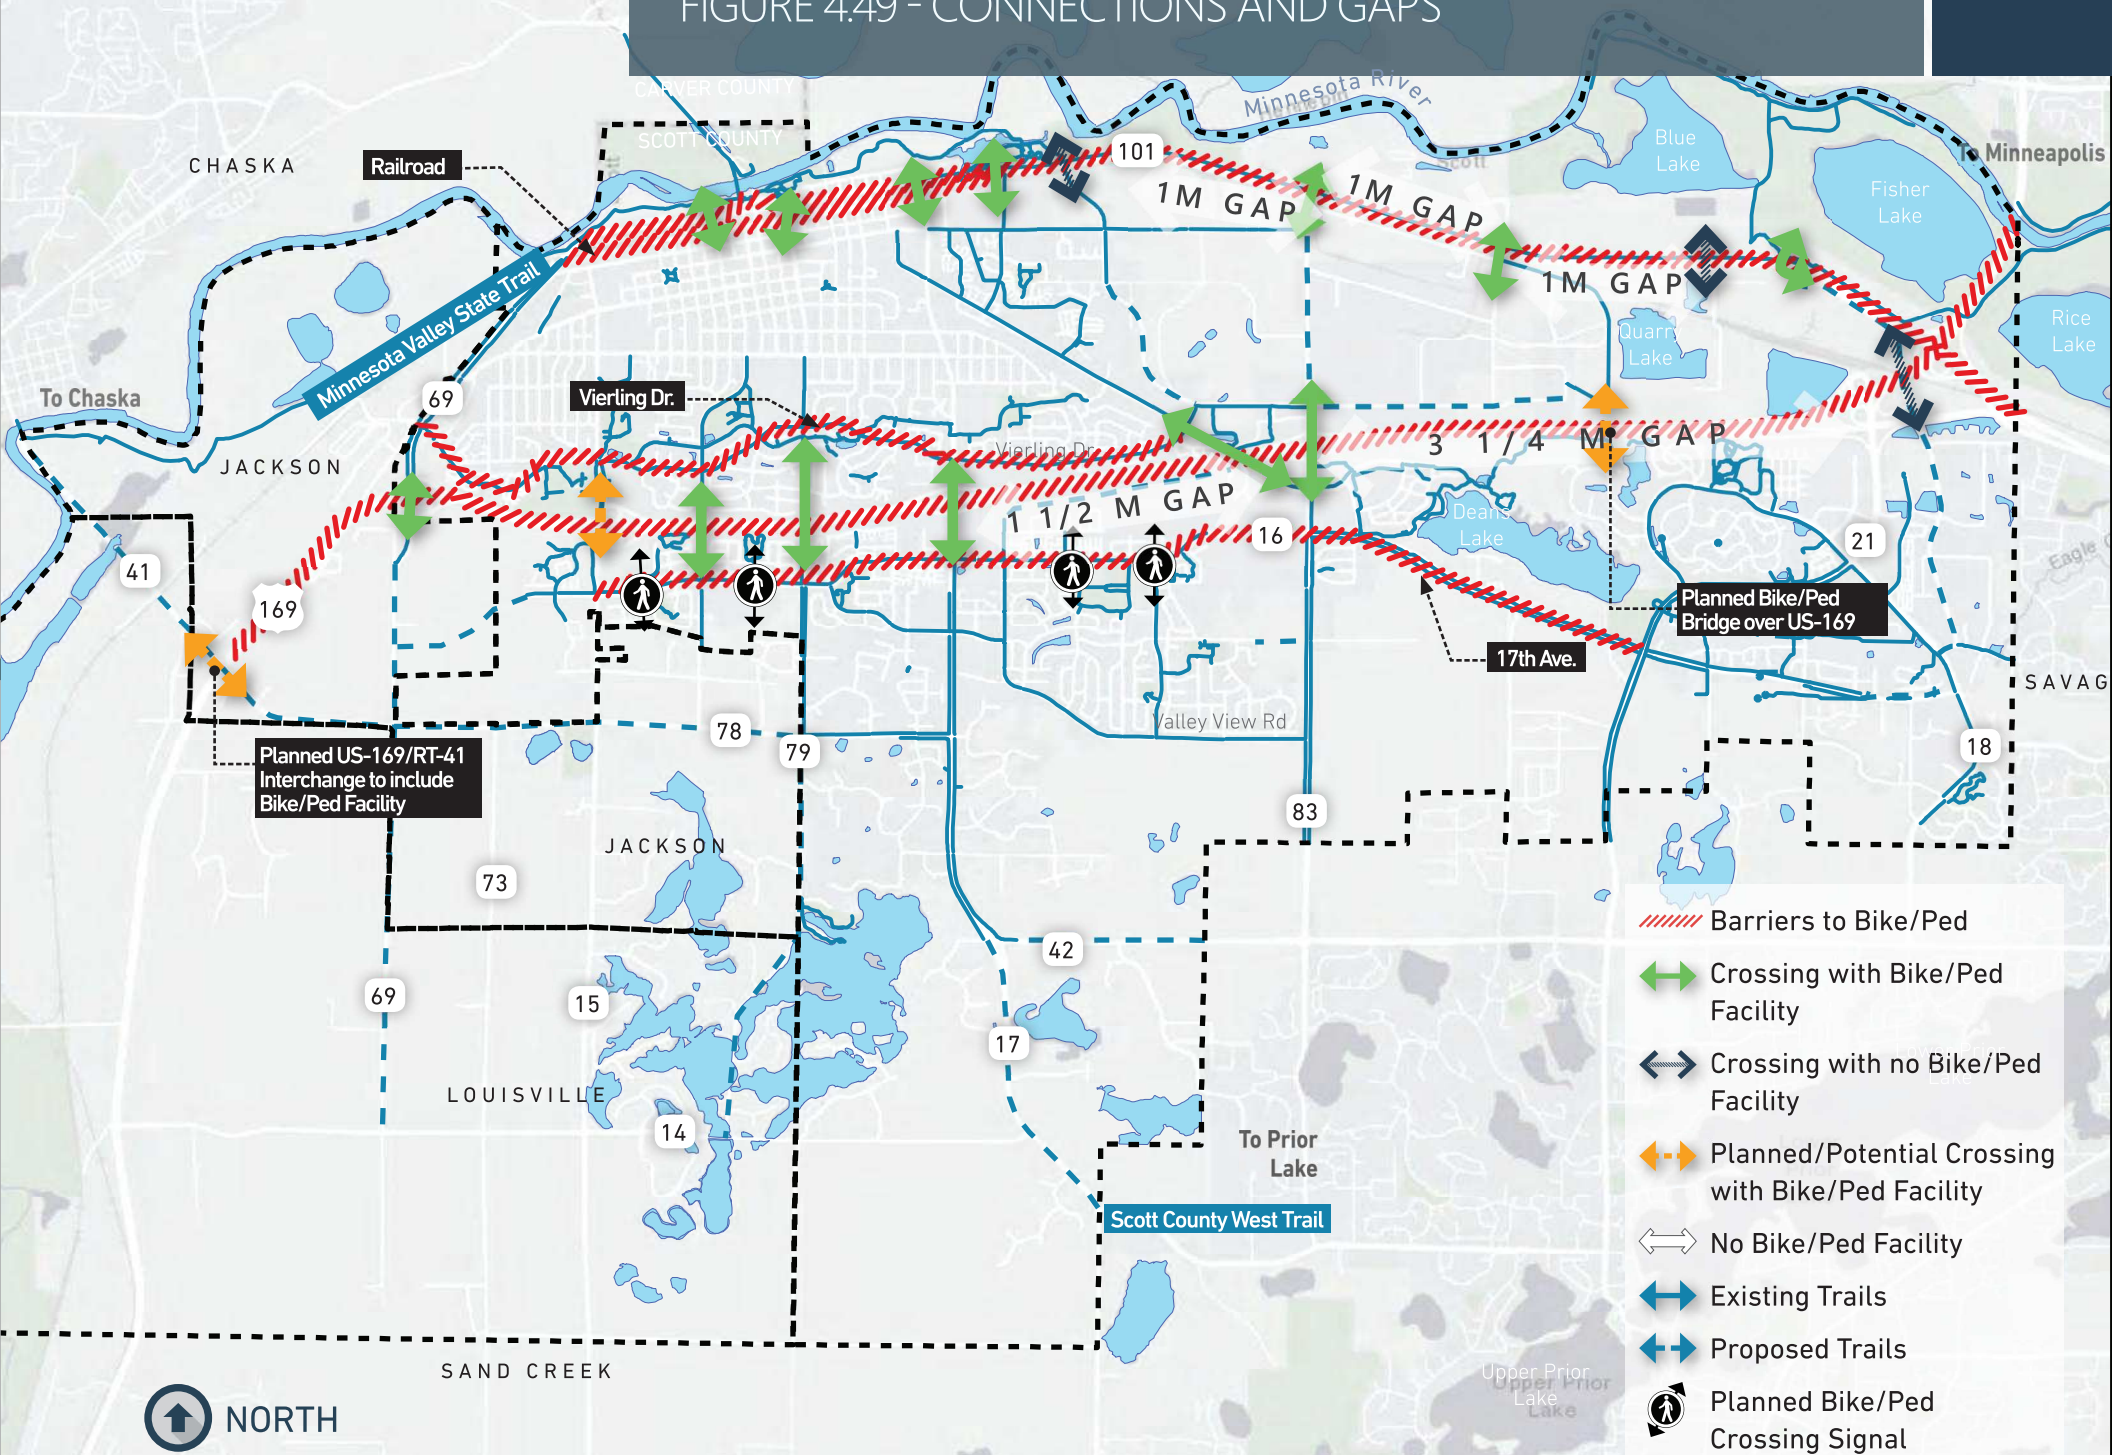 FIGURE 4.49 - CONNECTIONS AND GAPS
CARVER COUNTY
SCOTT COUNTY
Minnesota River
CHASKA
Railroad
101
1M GAP
1M GAP
1M GAP
Scott
Blue
Lake
Fisher
Lake
To Minneapolis
Minnesota Valley State Trail
Quarry
Lake
Rice
Lake
To Chaska
69
Vierling Dr.
Vierling Dr
3 1/4 M GAP
JACKSON
1 1/2 M GAP
16
Deans
Lake
21
Eagle
41
169
Planned Bike/Ped
Bridge over US-169
17th Ave.
SAVAG
Planned US-169/RT-41
Interchange to include
Bike/Ped Facility
78
79
Valley View Rd
18
83
JACKSON
73
42
69
15
17
LOUISVILLE
14
To Prior
Lake
Scott County West Trail
SAND CREEK
Upper Prior
Lake
Upper Prior
Lake
NORTH
Barriers to Bike/Ped
Crossing with Bike/Ped
Facility
Crossing with no Bike/Ped
Facility
Planned/Potential Crossing
with Bike/Ped Facility
No Bike/Ped Facility
Existing Trails
Proposed Trails
Planned Bike/Ped
Crossing Signal